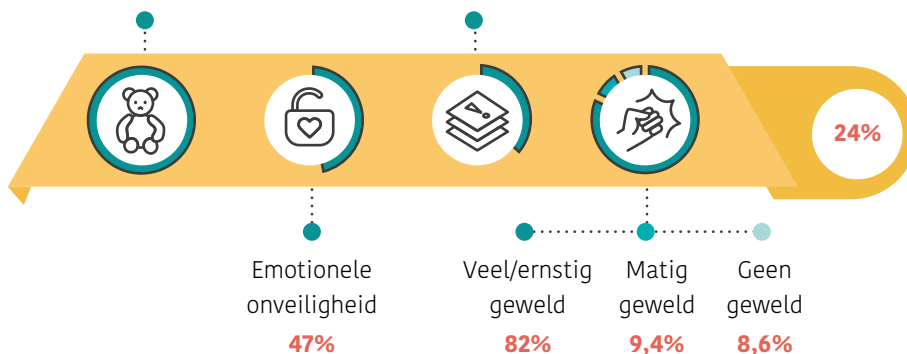 24%
Emotionele
onveiligheid
47%
Veel/ernstig
geweld
82%
Matig
geweld
9,4%
Geen
geweld
8,6%